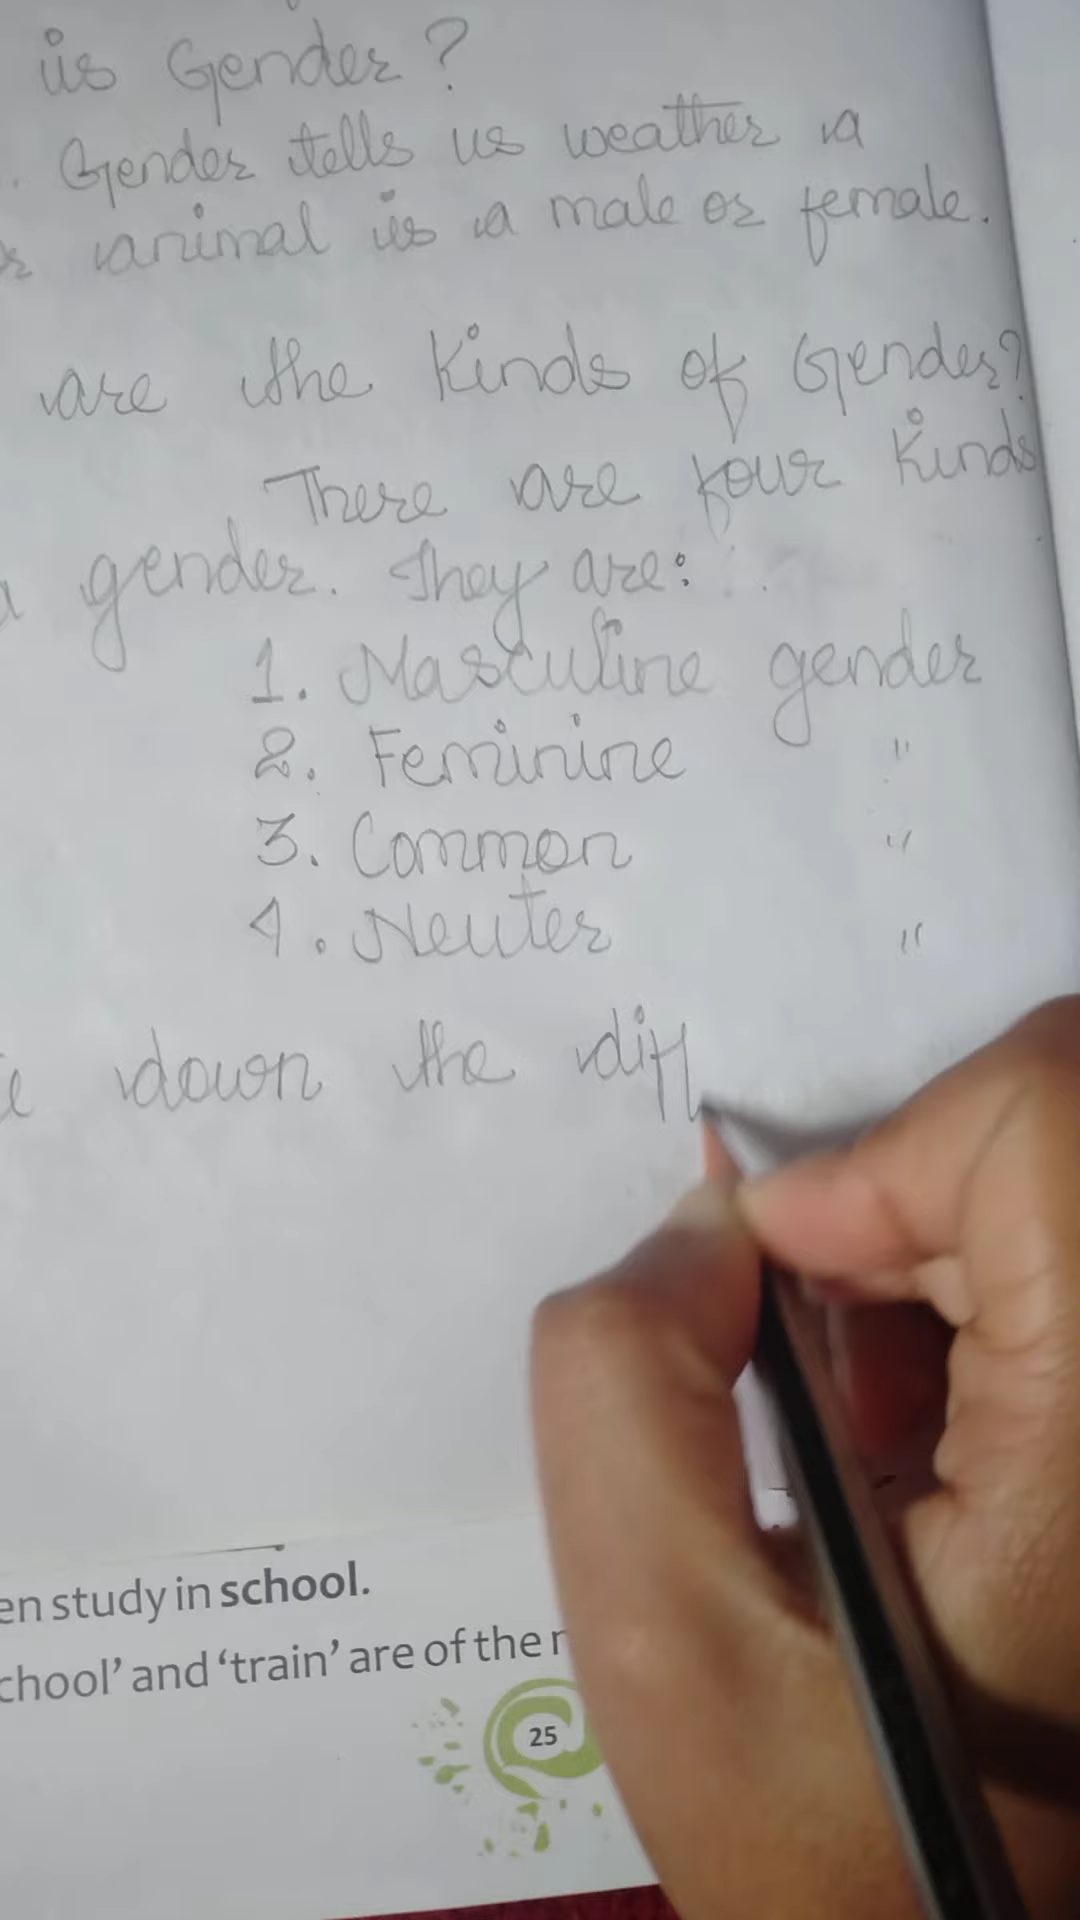 is Gender?
Gender tells us weather a
animal is a male or female.
are the Kinds of Gender?
There are four Kinds
gender. They are:
1. Masculine gender
2. Feminine "
3. Common "
4. Neuter "
down the diff
en study in school.
chool' and 'train' are of the
25